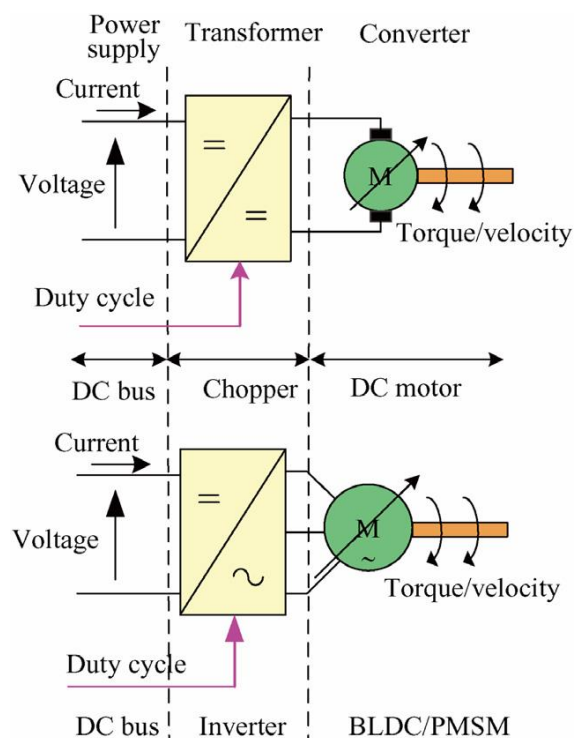 Power supply
Transformer
Converter
Current
Voltage
=
=
M
Torque/velocity
Duty cycle
DC bus
Chopper
DC motor
Current
Voltage
=
~
M
~
Torque/velocity
Duty cycle
DC bus
Inverter
BLDC/PMSM